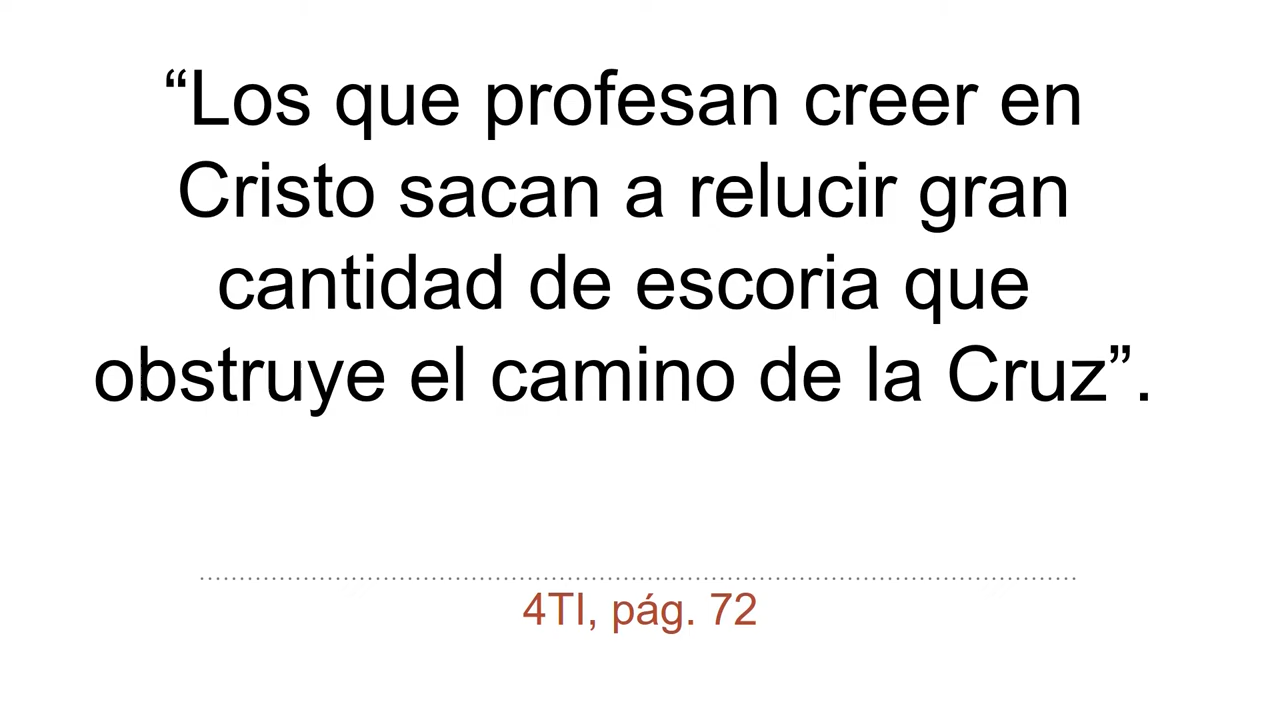 “Los que profesan creer en
Cristo sacan a relucir gran
cantidad de escoria que
obstruye el camino de la Cruz”.
4TI, pág. 72